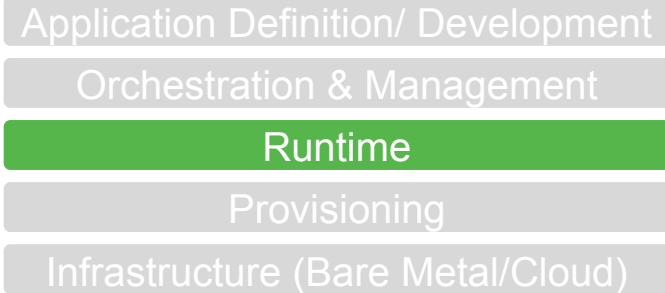 Application Definition/ Development
Orchestration & Management
Runtime
Provisioning
Infrastructure (Bare Metal/Cloud)